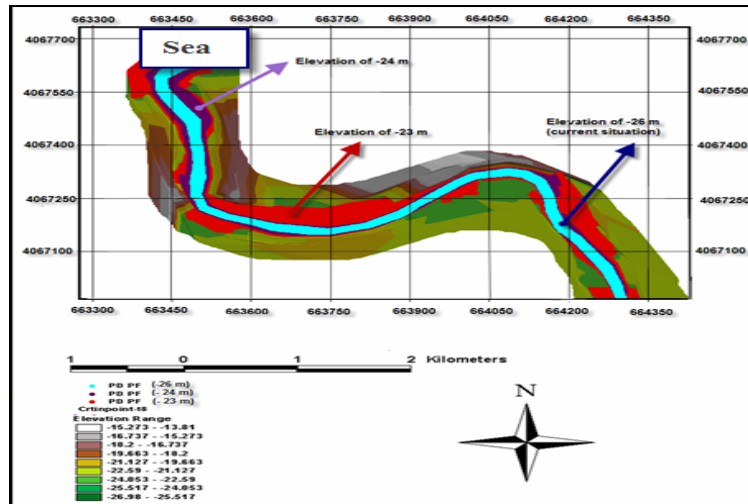 663300 663450 663600 663750 663900 664050 664200 664350
Sea
4067700 4067700
Elevation of -24 m
4067550 4067550
Elevation of -23 m
Elevation of -26 m
(current situation)
4067400 4067400
4067250 4067250
4067100 4067100
663300 663450 663600 663750 663900 664050 664200 664350
1 0 1 2 Kilometers
PD PF (-26 m)
PD PF (-24 m)
PD PF (-23 m)
Crtinpoint-t8
Elevation Range
-15.273 - -13.81
-16.737 - -15.273
-18.2 - -16.737
-19.663 - -18.2
-21.127 - -19.663
-22.59 - -21.127
-24.053 - -22.59
-25.517 - -24.053
-26.98 - -25.517
N